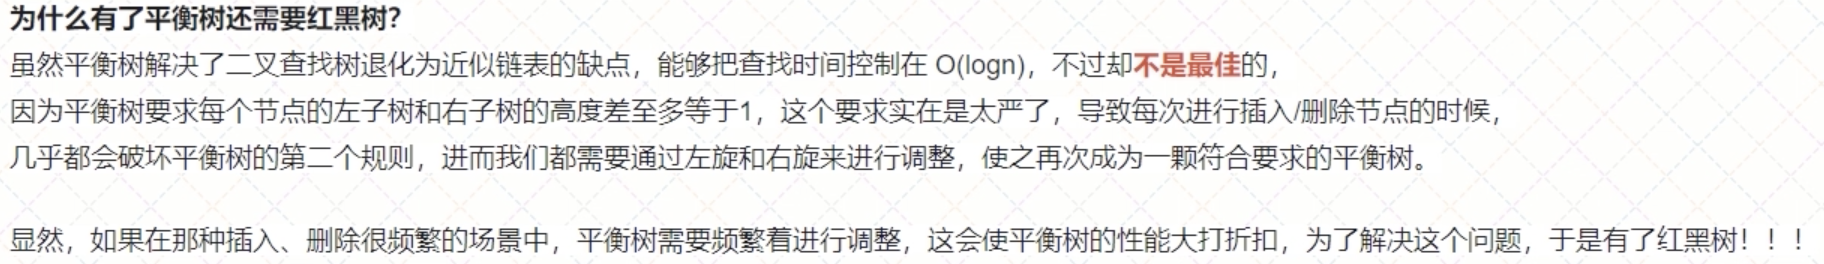 为什么有了平衡树还需要红黑树？
虽然平衡树解决了二叉查找树退化为近似链表的缺点，能够把查找时间控制在 O(logn)，不过却不是最佳的，
因为平衡树要求每个节点的左子树和右子树的高度差至多等于1，这个要求实在是太严了，导致每次进行插入/删除节点的时候，
几乎都会破坏平衡树的第二个规则，进而我们都需要通过左旋和右旋来进行调整，使之再次成为一颗符合要求的平衡树。
显然，如果在那种插入、删除很频繁的场景中，平衡树需要频繁着进行调整，这会使平衡树的性能大打折扣，为了解决这个问题，于是有了红黑树！！！